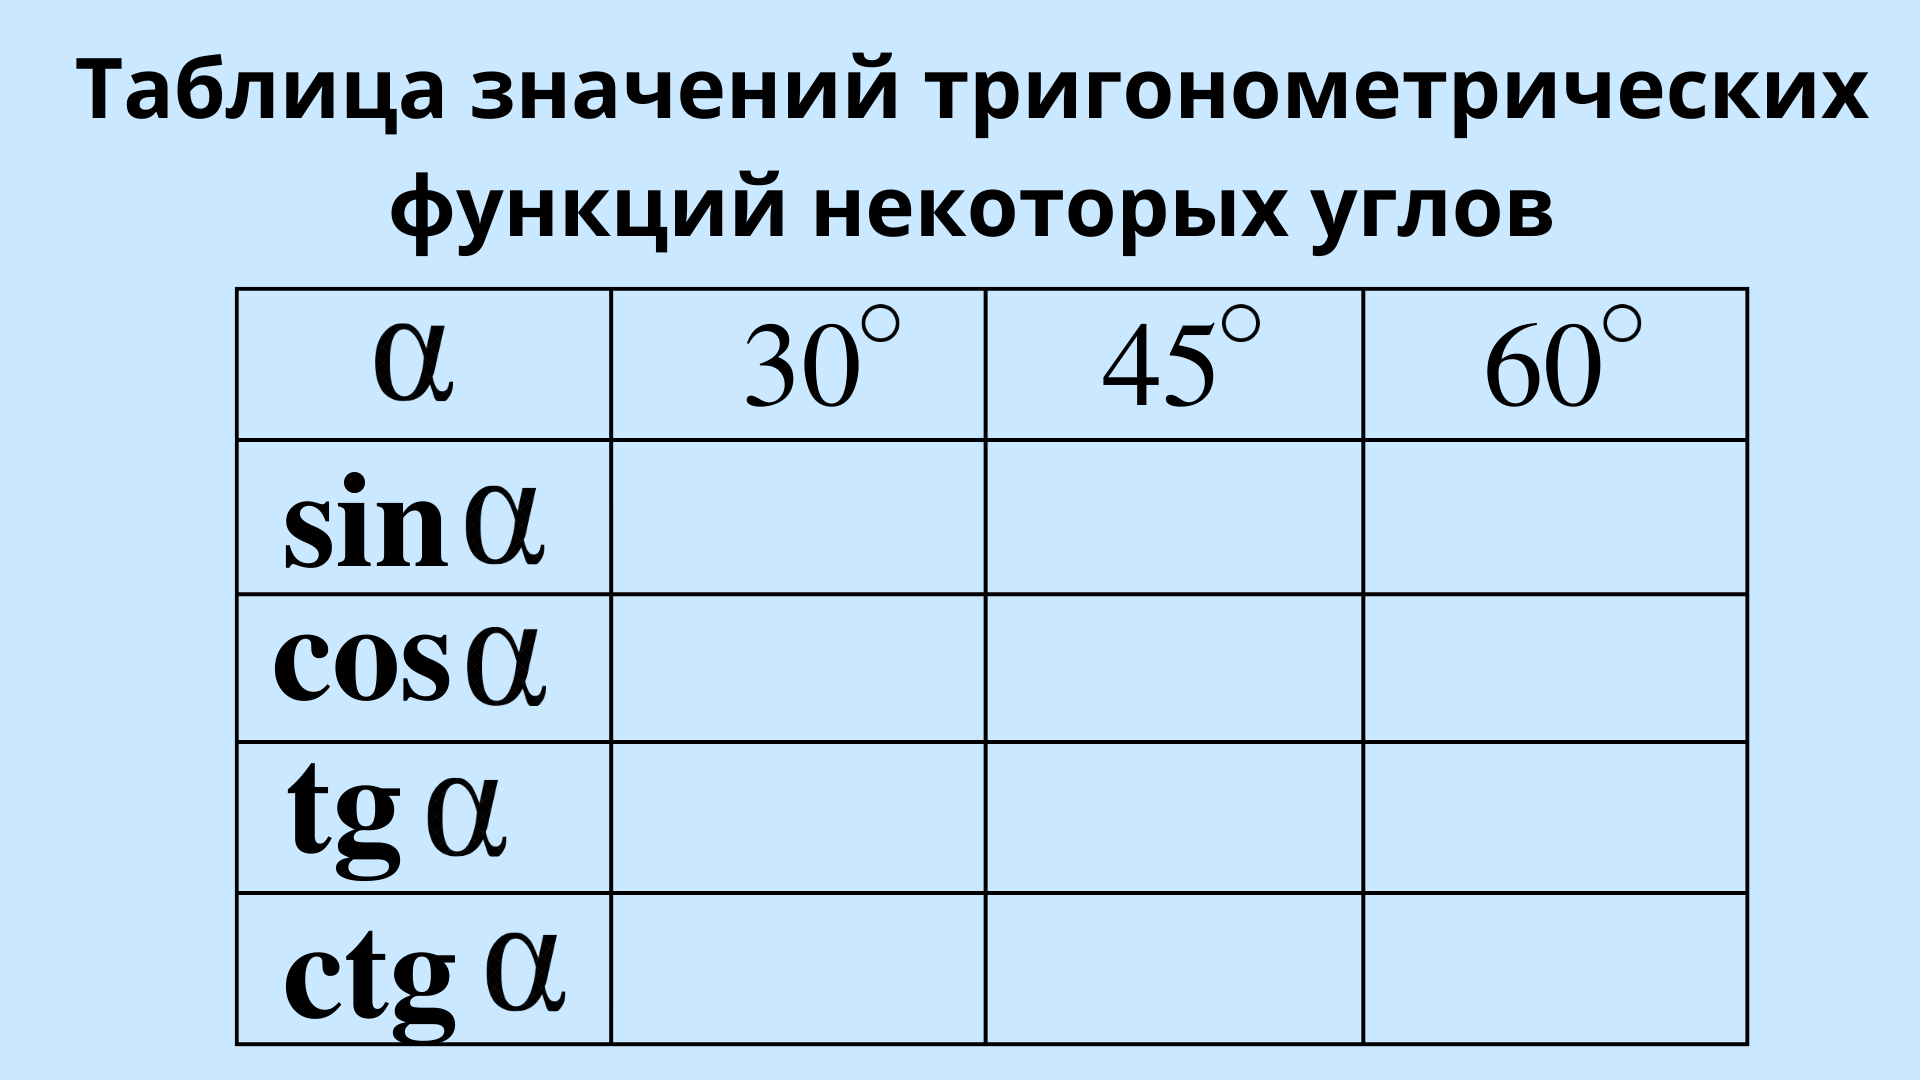 Таблица значений тригонометрических
функций некоторых углов
α 30° 45° 60°
sin α
cos α
tg α
ctg α